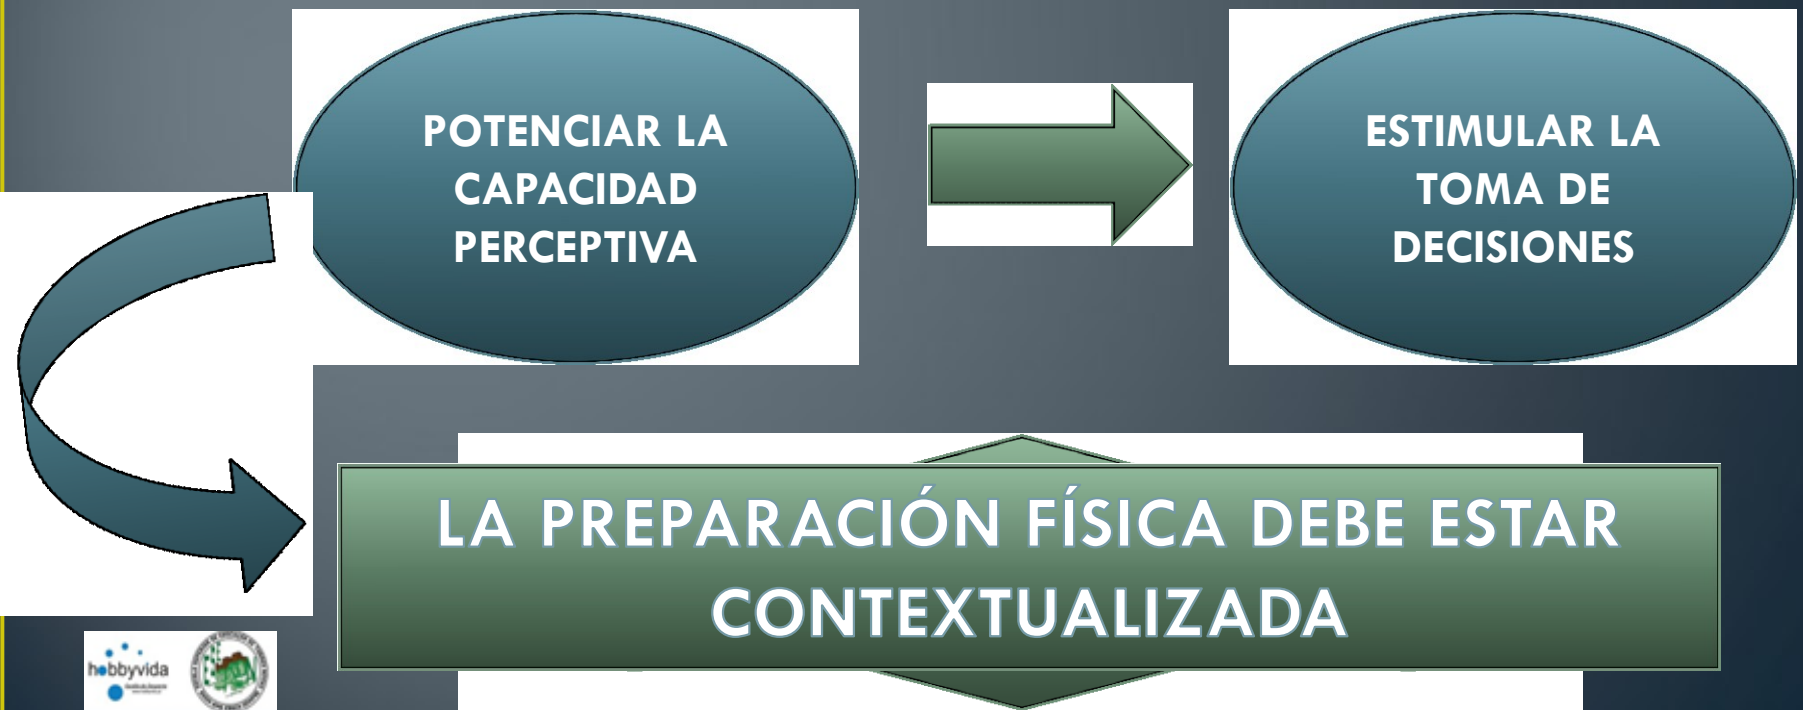 POTENCIAR LA
CAPACIDAD
PERCEPTIVA
ESTIMULAR LA
TOMA DE
DECISIONES
LA PREPARACIÓN FÍSICA DEBE ESTAR
CONTEXTUALIZADA
hobbyvida